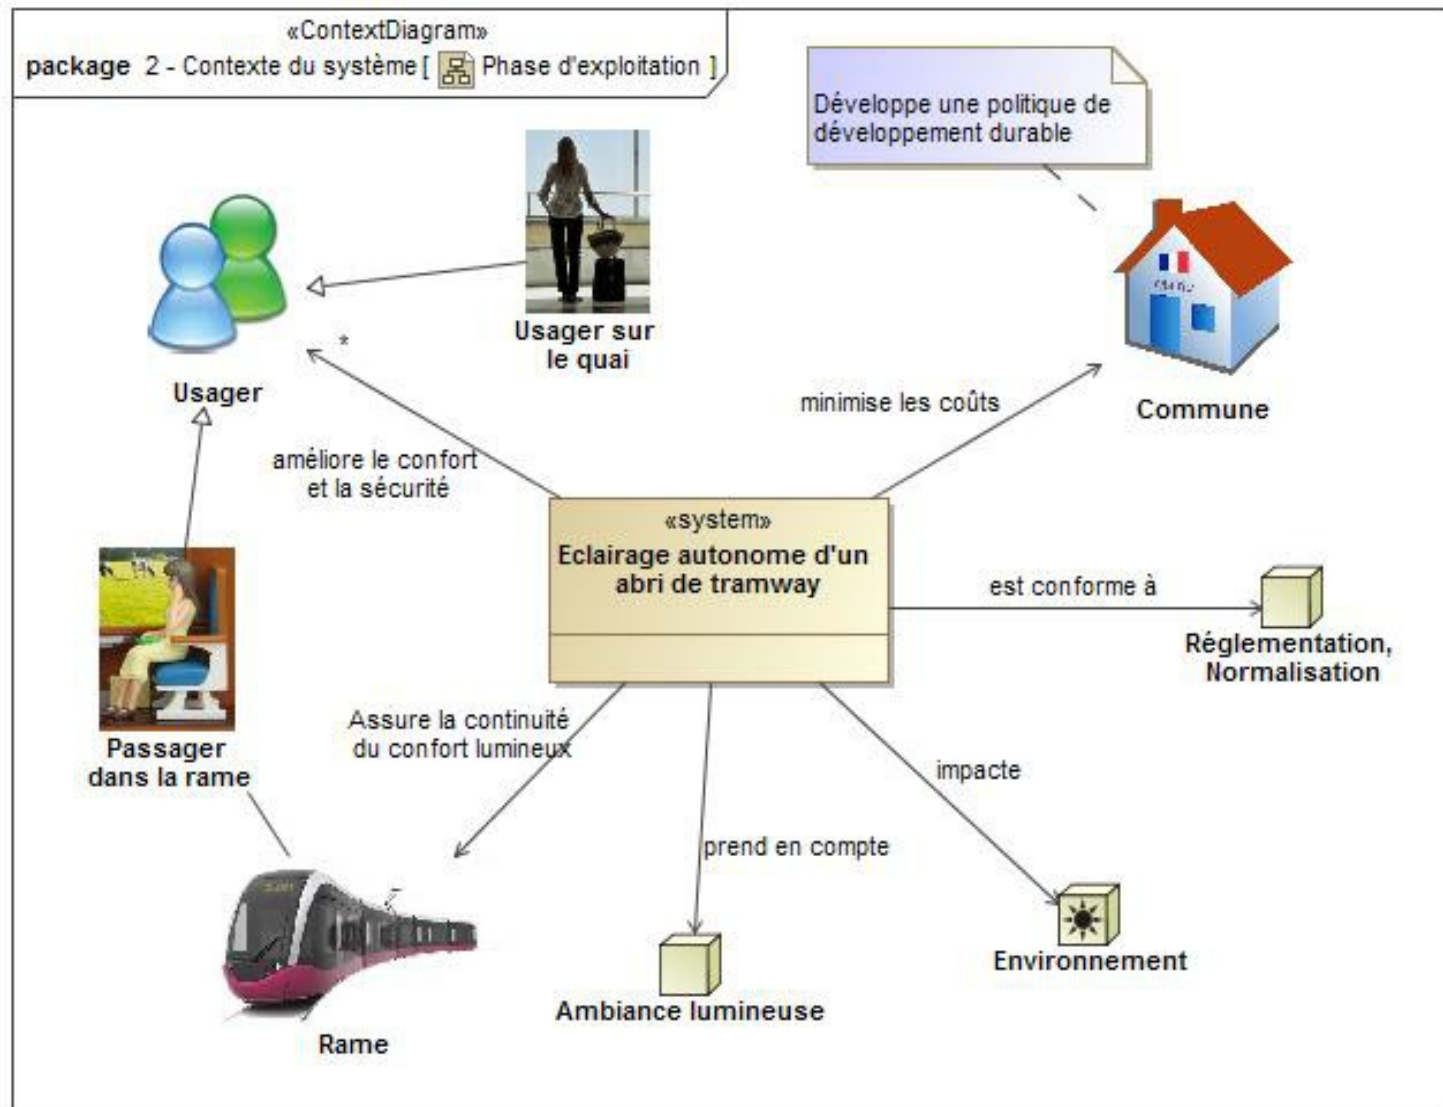 «ContextDiagram»
package 2 - Contexte du système [ Phase d'exploitation ]
Développe une politique de
développement durable
Usager sur
le quai
*
Usager
Commune
minimise les coûts
améliore le confort
et la sécurité
«system»
Eclairage autonome d'un
abri de tramway
est conforme à
Réglementation,
Normalisation
Passager
dans la rame
Assure la continuité
du confort lumineux
impacte
prend en compte
Environnement
Ambiance lumineuse
Rame